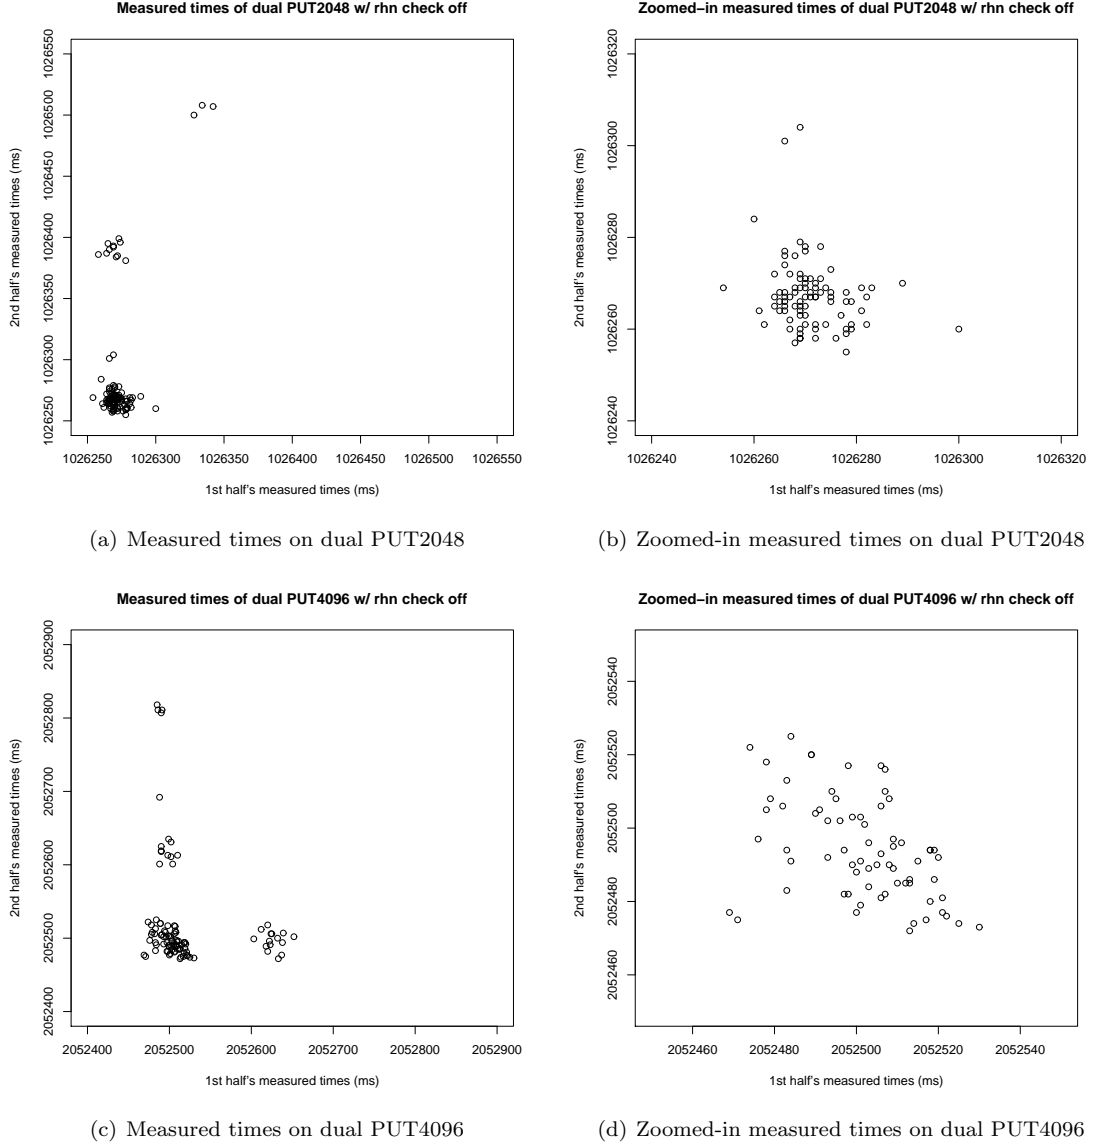 Measured times of dual PUT2048 w/ rhn check off
2nd half's measured times (ms)
1026550
1026500
1026450
1026400
1026350
1026300
1026250
1026250 1026300 1026350 1026400 1026450 1026500 1026550
1st half's measured times (ms)
(a) Measured times on dual PUT2048
Zoomed−in measured times of dual PUT2048 w/ rhn check off
2nd half's measured times (ms)
1026320
1026300
1026280
1026260
1026240
1026240 1026260 1026280 1026300 1026320
1st half's measured times (ms)
(b) Zoomed-in measured times on dual PUT2048
Measured times of dual PUT4096 w/ rhn check off
2nd half's measured times (ms)
2052900
2052800
2052700
2052600
2052500
2052400
2052400 2052500 2052600 2052700 2052800 2052900
1st half's measured times (ms)
(c) Measured times on dual PUT4096
Zoomed−in measured times of dual PUT4096 w/ rhn check off
2nd half's measured times (ms)
2052540
2052520
2052500
2052480
2052460
2052460 2052480 2052500 2052520 2052540
1st half's measured times (ms)
(d) Zoomed-in measured times on dual PUT4096